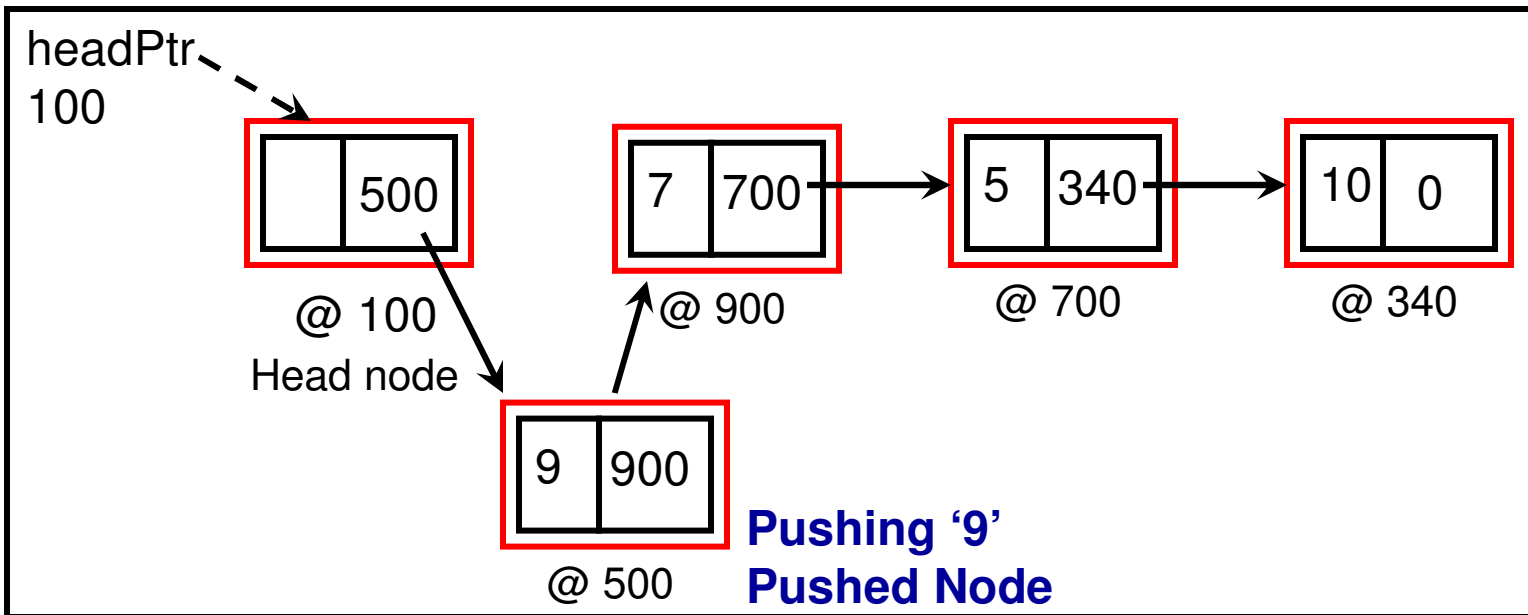 headPtr
100
500
7 700
5 340
10 0
@ 100
@ 900
@ 700
@ 340
Head node
9 900
Pushing ‘9’
Pushed Node
@ 500